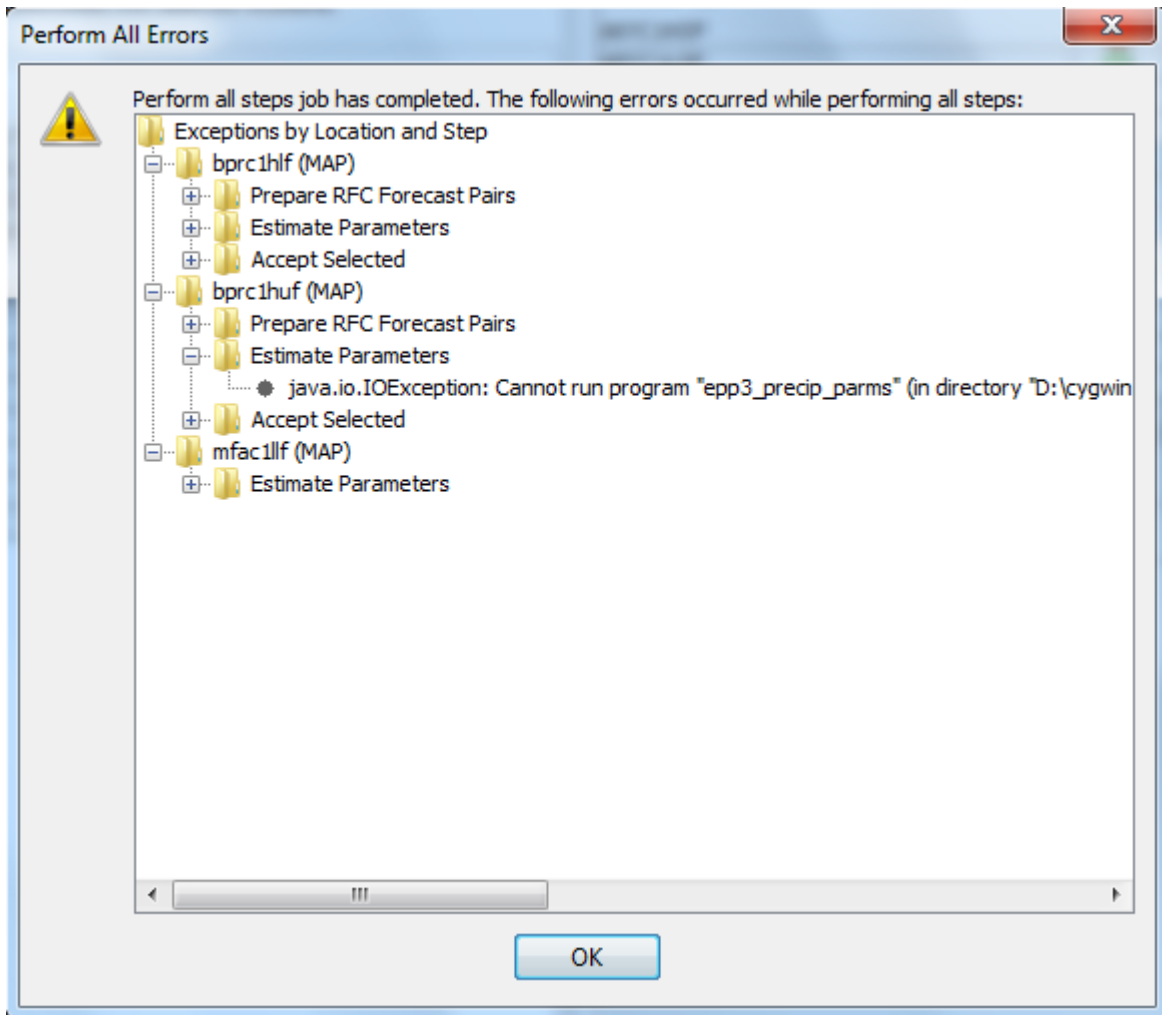 Perform All Errors
Perform all steps job has completed. The following errors occurred while performing all steps:
Exceptions by Location and Step
bprc1hlf (MAP)
Prepare RFC Forecast Pairs
Estimate Parameters
Accept Selected
bprc1huf (MAP)
Prepare RFC Forecast Pairs
Estimate Parameters
java.io.IOException: Cannot run program "epp3_precip_parms" (in directory "D:\cygwin
Accept Selected
mfac1llf (MAP)
Estimate Parameters
OK